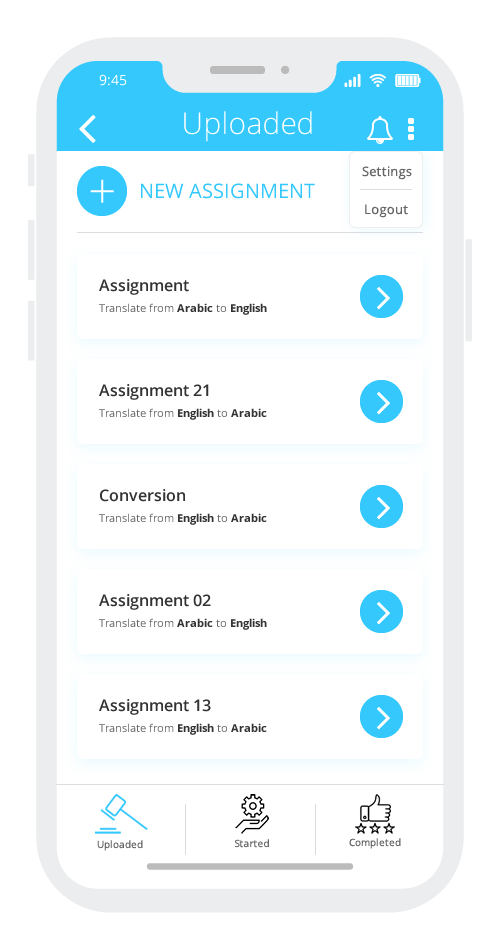 9:45
Uploaded
NEW ASSIGNMENT
Settings
Logout
Assignment
Translate from Arabic to English
Assignment 21
Translate from English to Arabic
Conversion
Translate from English to Arabic
Assignment 02
Translate from Arabic to English
Assignment 13
Translate from English to Arabic
Uploaded
Started
Completed